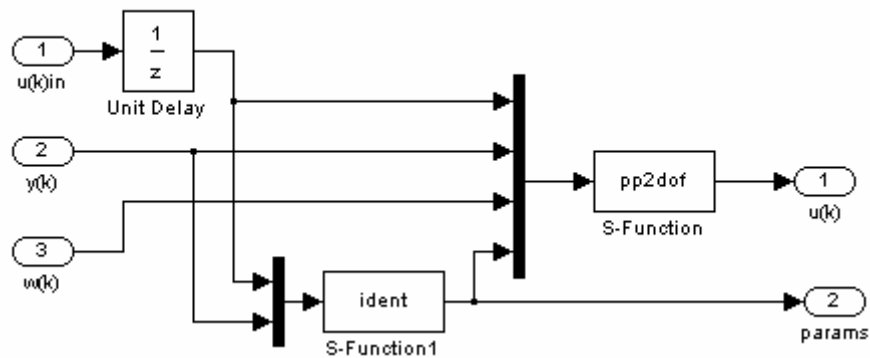 1
u(k)in
1
z
Unit Delay
2
y(k)
3
w(k)
ident
S-Function1
pp2dof
S-Function
1
u(k)
2
params